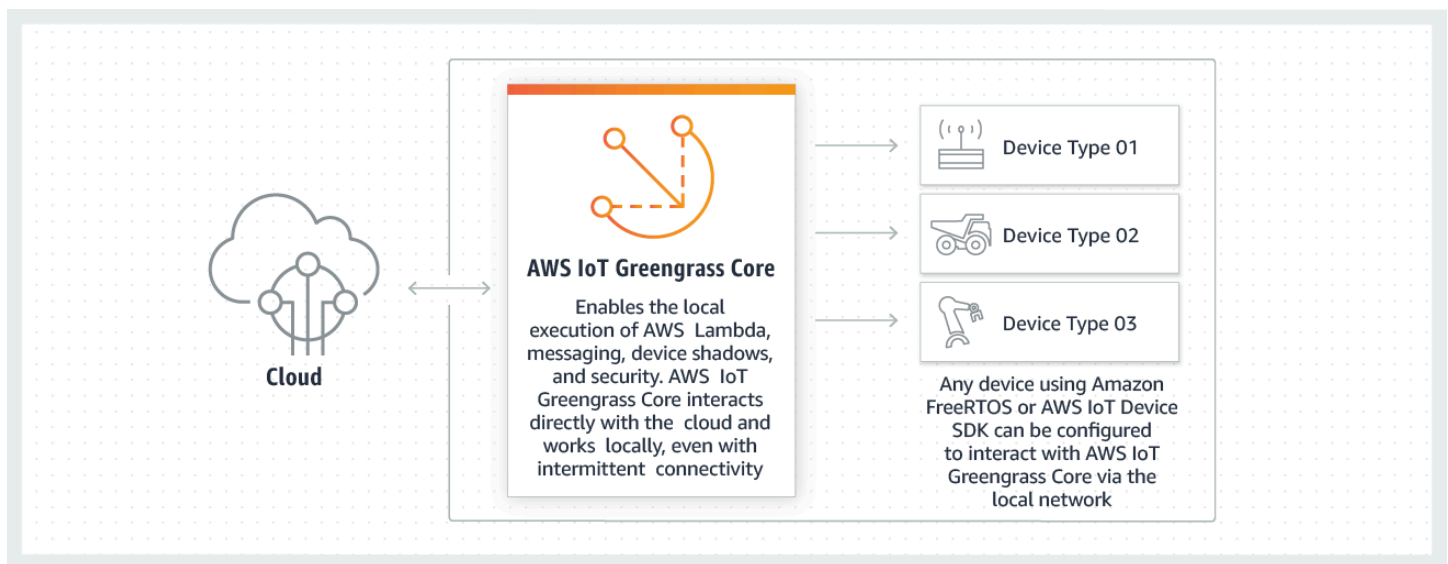 Cloud
AWS IoT Greengrass Core
Enables the local
execution of AWS Lambda,
messaging, device shadows,
and security. AWS IoT
Greengrass Core interacts
directly with the cloud and
works locally, even with
intermittent connectivity
Device Type 01
Device Type 02
Device Type 03
Any device using Amazon
FreeRTOS or AWS IoT Device
SDK can be configured
to interact with AWS IoT
Greengrass Core via the
local network